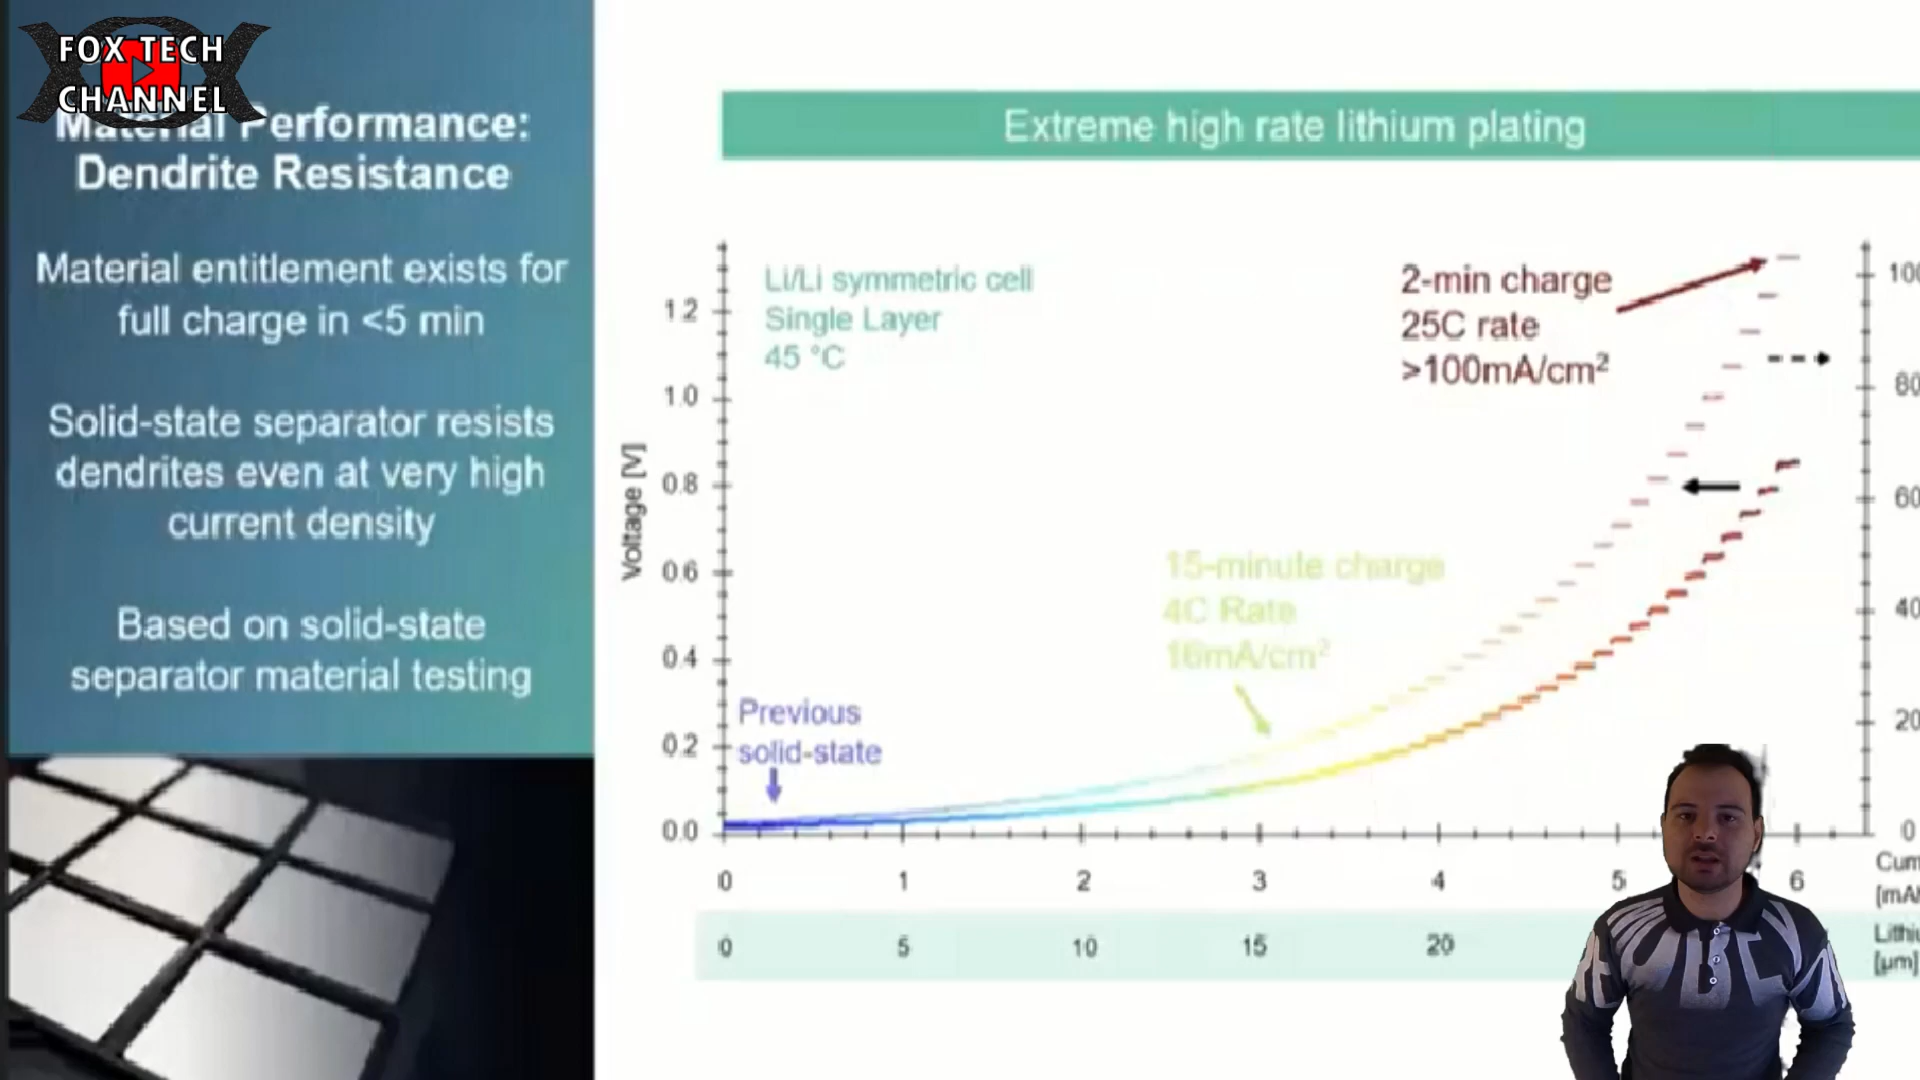 FOX TECH
CHANNEL
Material Performance:
Dendrite Resistance
Material entitlement exists for
full charge in <5 min
Solid-state separator resists
dendrites even at very high
current density
Based on solid-state
separator material testing
Extreme high rate lithium plating
Li/Li symmetric cell
Single Layer
45 °C
2-min charge
25C rate
>100mA/cm²
15-minute charge
4C Rate
16mA/cm²
Previous
solid-state
Voltage [V]
1.2
1.0
0.8
0.6
0.4
0.2
0.0
100
80
60
40
20
0
0 1 2 3 4 5 6
Cum
[mAh
0 5 10 15 20
Lithiu
[µm]